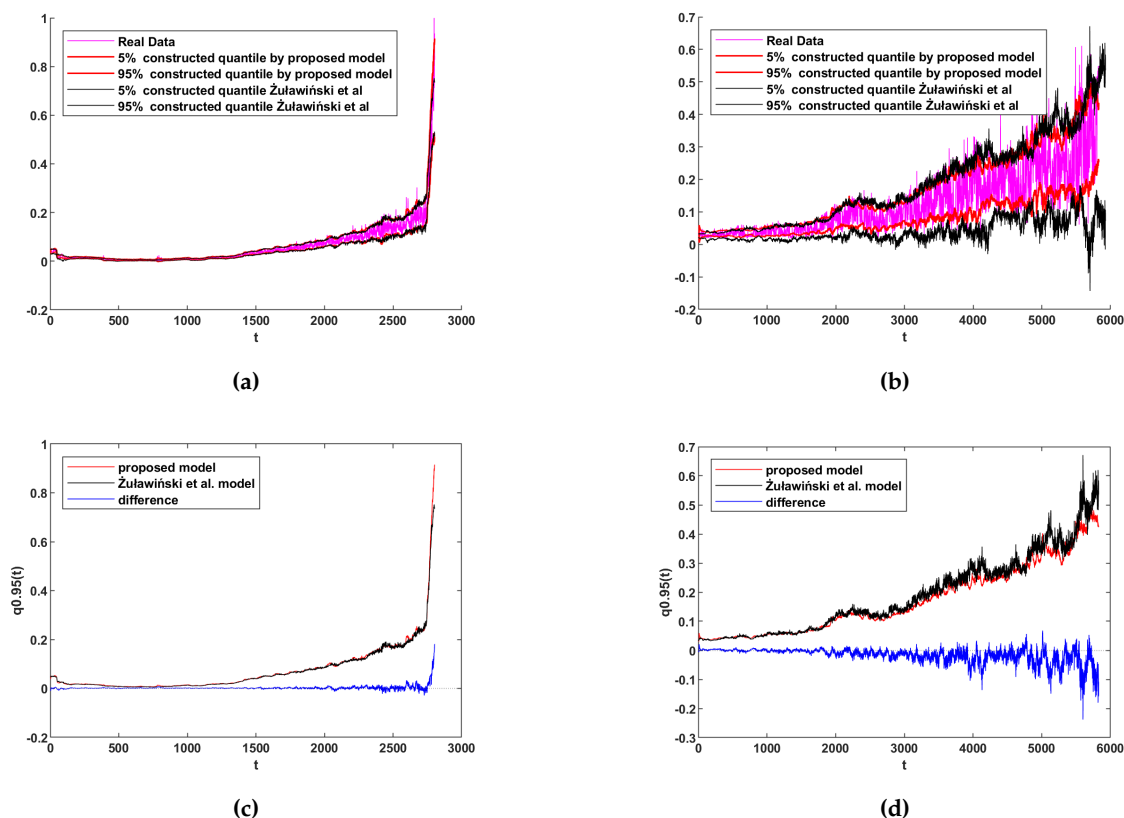 1
0.8
0.6
0.4
0.2
0
-0.2
0 500 1000 1500 2000 2500 3000
t
Real Data
5% constructed quantile by proposed model
95% constructed quantile by proposed model
5% constructed quantile Żuławiński et al
95% constructed quantile Żuławiński et al
(a)
0.7
0.6
0.5
0.4
0.3
0.2
0.1
0
-0.1
-0.2
0 1000 2000 3000 4000 5000 6000
t
Real Data
5% constructed quantile by proposed model
95% constructed quantile by proposed model
5% constructed quantile Żuławiński et al
95% constructed quantile Żuławiński et al
(b)
1
0.8
0.6
0.4
0.2
0
-0.2
q0.95(t)
0 500 1000 1500 2000 2500 3000
t
proposed model
Żuławiński et al. model
difference
(c)
0.7
0.6
0.5
0.4
0.3
0.2
0.1
0
-0.1
-0.2
-0.3
q0.95(t)
0 1000 2000 3000 4000 5000 6000
t
proposed model
Żuławiński et al. model
difference
(d)